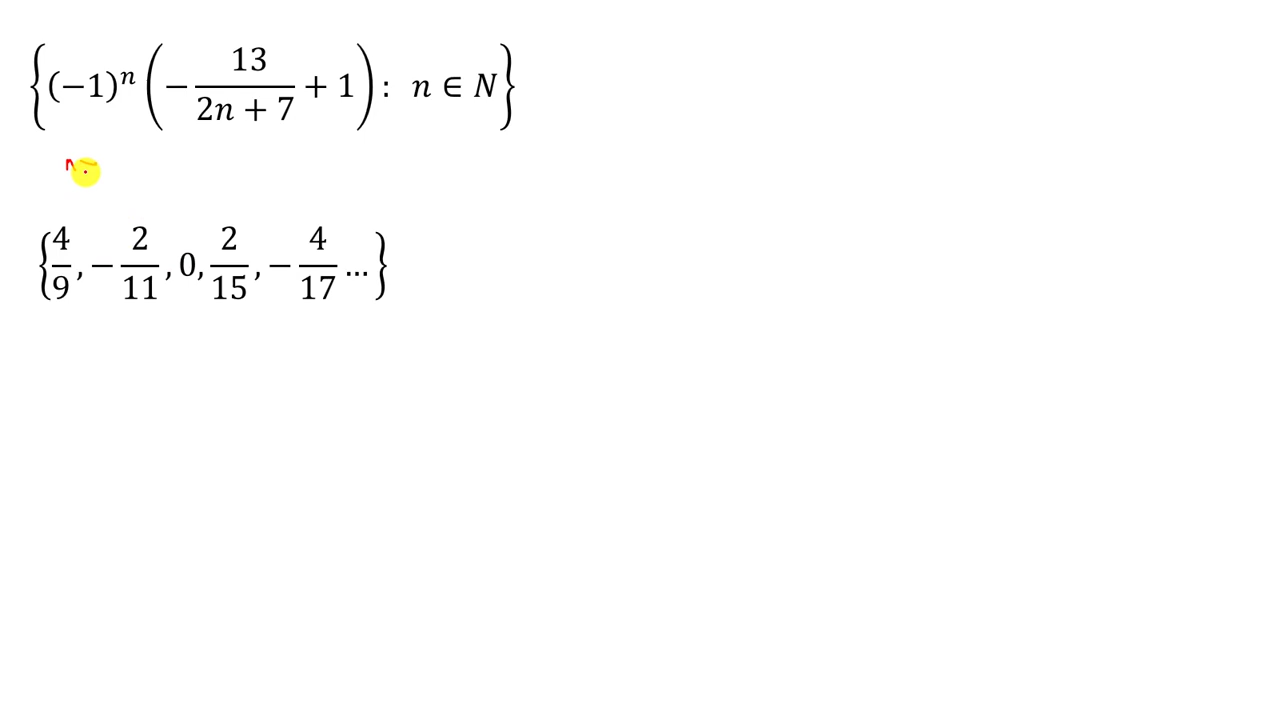 {(−1)ⁿ (− 13/(2n + 7) + 1) : n ∈ N}
{4/9, − 2/11, 0, 2/15, − 4/17 ...}